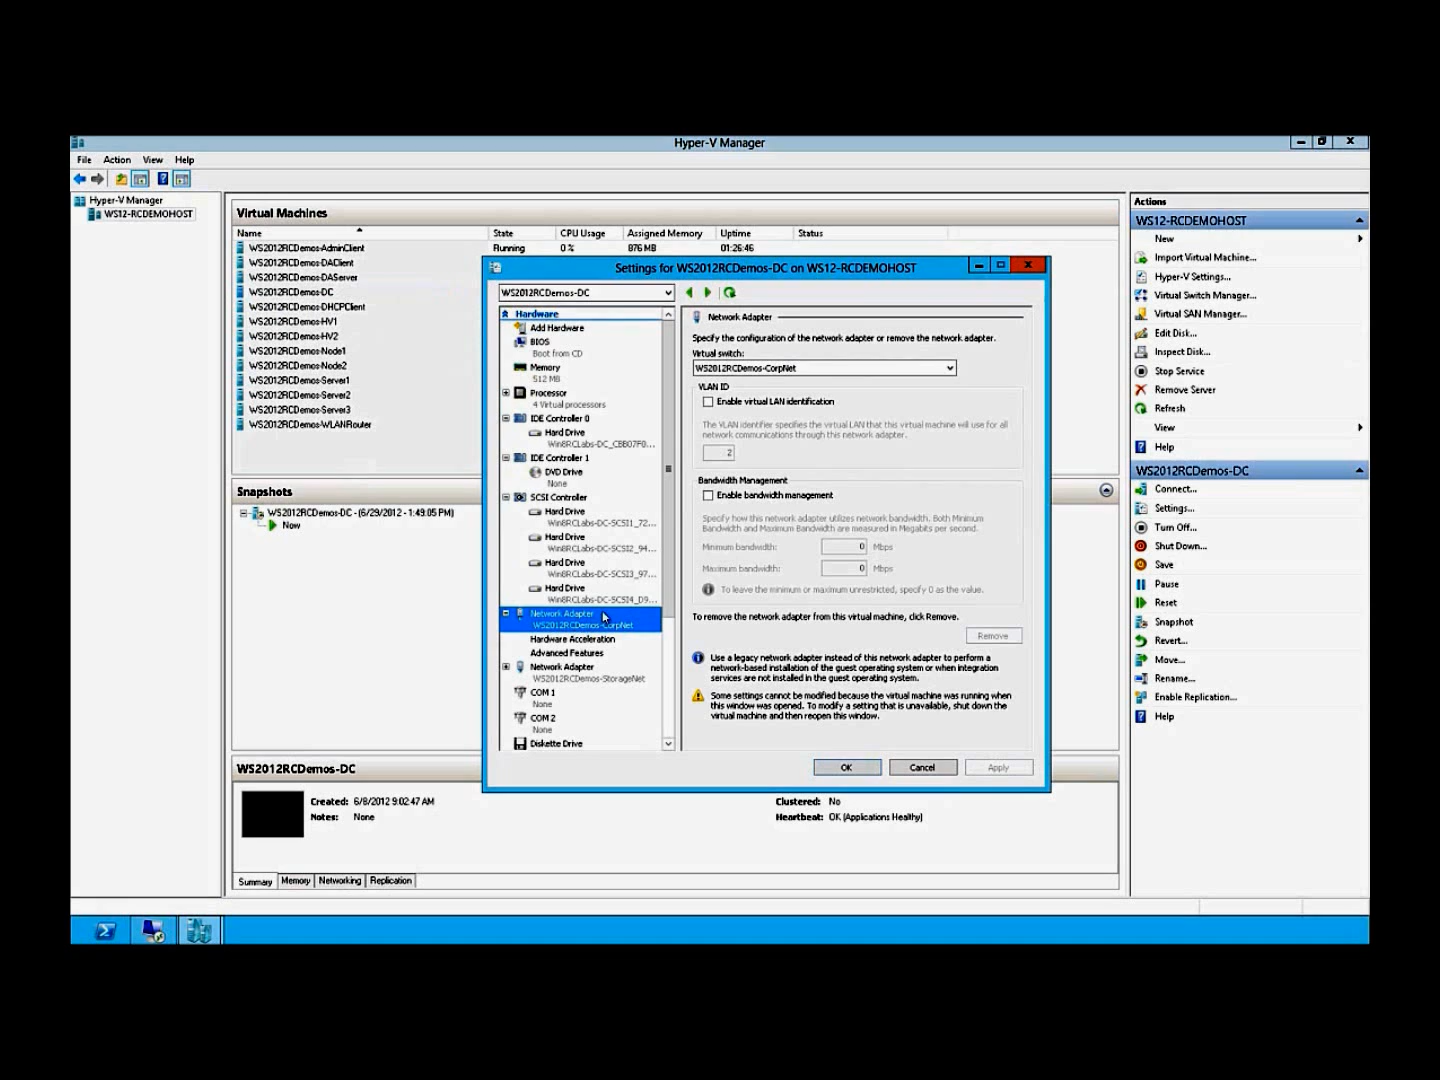 Hyper-V Manager
File Action View Help
Hyper-V Manager
WS12-RCDEMOHOST
Virtual Machines
Name State CPU Usage Assigned Memory Uptime Status
WS2012RCDemos-AdminClient Running 0 % 876 MB 01:26:46
WS2012RCDemos-DAClient
WS2012RCDemos-DAServer
WS2012RCDemos-DC
WS2012RCDemos-DHCPClient
WS2012RCDemos-HV1
WS2012RCDemos-HV2
WS2012RCDemos-Node1
WS2012RCDemos-Node2
WS2012RCDemos-Server1
WS2012RCDemos-Server2
WS2012RCDemos-Server3
WS2012RCDemos-WLANRouter
Snapshots
WS2012RCDemos-DC - (6/29/2012 - 1:49:05 PM)
Now
WS2012RCDemos-DC
Created: 6/8/2012 9:02:47 AM
Notes: None
Clustered: No
Heartbeat: OK (Applications Healthy)
Summary Memory Networking Replication
Settings for WS2012RCDemos-DC on WS12-RCDEMOHOST
WS2012RCDemos-DC
Hardware
Add Hardware
BIOS
Boot from CD
Memory
512 MB
Processor
4 Virtual processors
IDE Controller 0
Hard Drive
Win8RCLabs-DC_CBB07F0...
IDE Controller 1
DVD Drive
None
SCSI Controller
Hard Drive
Win8RCLabs-DC-SCSI1_72...
Hard Drive
Win8RCLabs-DC-SCSI2_94...
Hard Drive
Win8RCLabs-DC-SCSI3_97...
Hard Drive
Win8RCLabs-DC-SCSI4_D9...
Network Adapter
WS2012RCDemos-CorpNet
Hardware Acceleration
Advanced Features
Network Adapter
WS2012RCDemos-StorageNet
COM 1
None
COM 2
None
Diskette Drive
Network Adapter
Specify the configuration of the network adapter or remove the network adapter.
Virtual switch:
WS2012RCDemos-CorpNet
VLAN ID
Enable virtual LAN identification
The VLAN identifier specifies the virtual LAN that this virtual machine will use for all
network communications through this network adapter.
2
Bandwidth Management
Enable bandwidth management
Specify how this network adapter utilizes network bandwidth. Both Minimum
Bandwidth and Maximum Bandwidth are measured in Megabits per second.
Minimum bandwidth: 0 Mbps
Maximum bandwidth: 0 Mbps
To leave the minimum or maximum unrestricted, specify 0 as the value.
To remove the network adapter from this virtual machine, click Remove.
Remove
Use a legacy network adapter instead of this network adapter to perform a
network-based installation of the guest operating system or when integration
services are not installed in the guest operating system.
Some settings cannot be modified because the virtual machine was running when
this window was opened. To modify a setting that is unavailable, shut down the
virtual machine and then reopen this window.
OK Cancel Apply
Actions
WS12-RCDEMOHOST
New
Import Virtual Machine...
Hyper-V Settings...
Virtual Switch Manager...
Virtual SAN Manager...
Edit Disk...
Inspect Disk...
Stop Service
Remove Server
Refresh
View
Help
WS2012RCDemos-DC
Connect...
Settings...
Turn Off...
Shut Down...
Save
Pause
Reset
Snapshot
Revert...
Move...
Rename...
Enable Replication...
Help